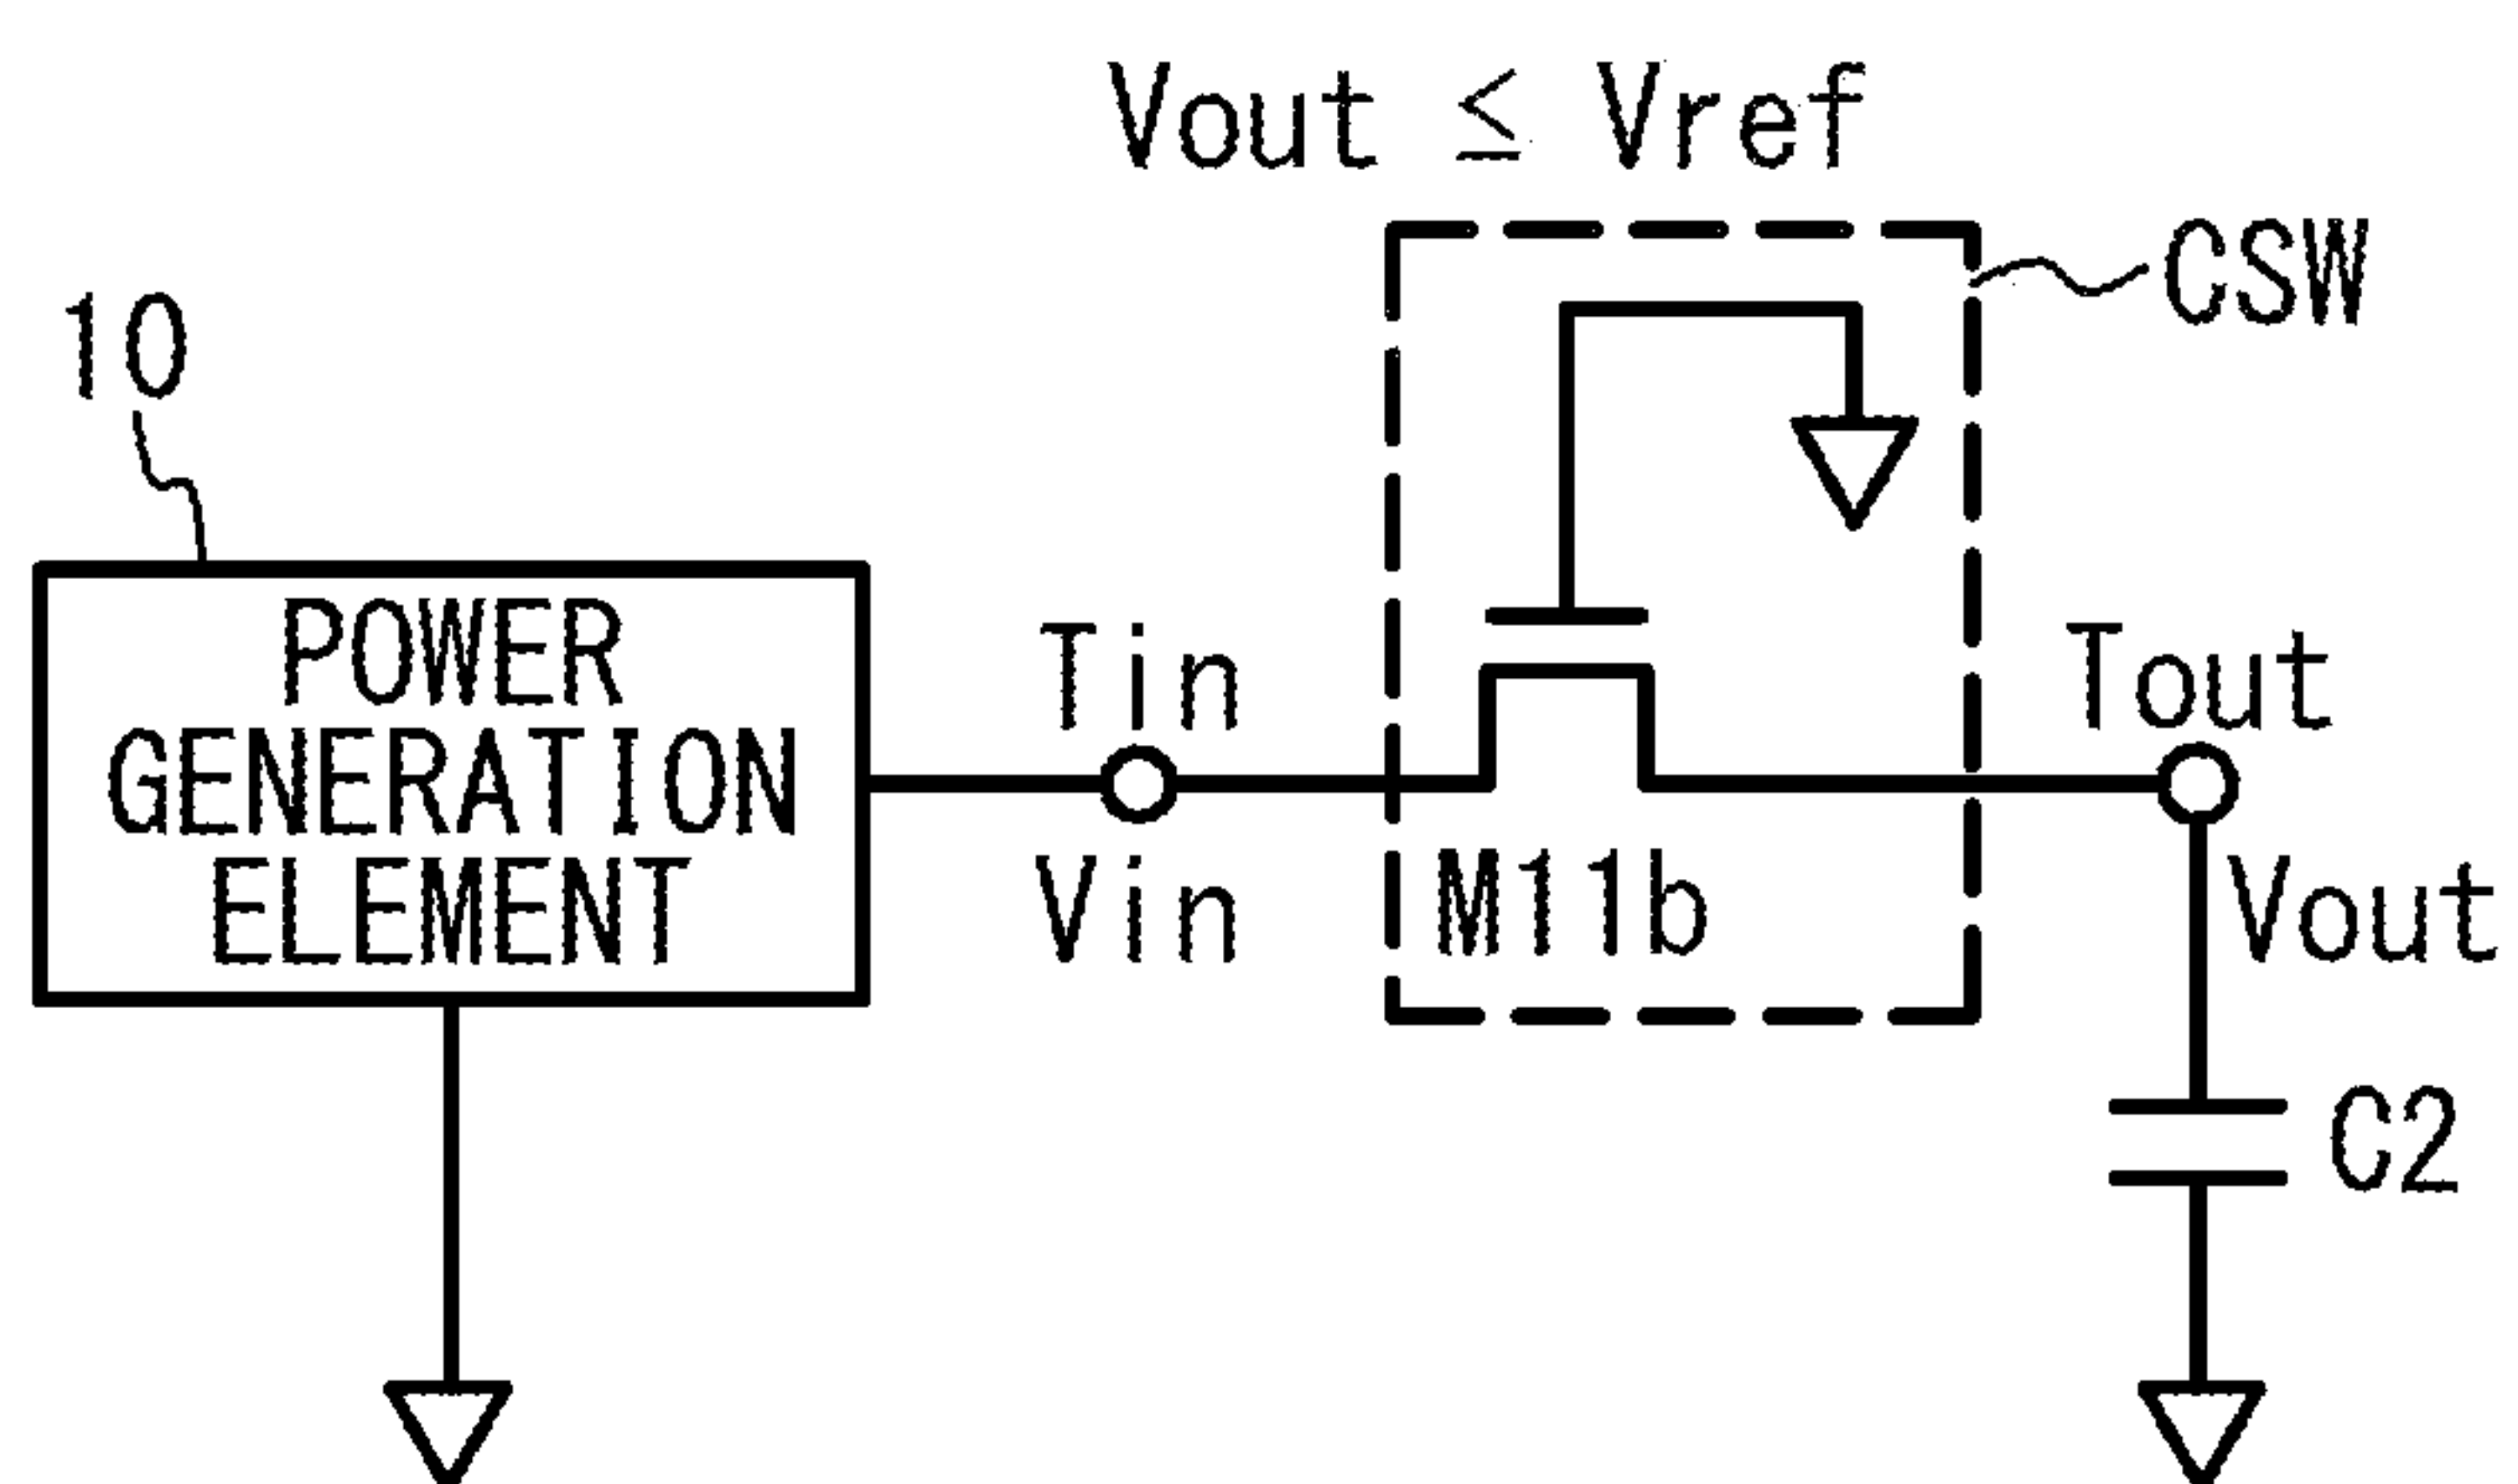 Vout ≤ Vref
CSW
10
POWER
GENERATION
ELEMENT
Tin
Vin
M11b
Tout
Vout
C2